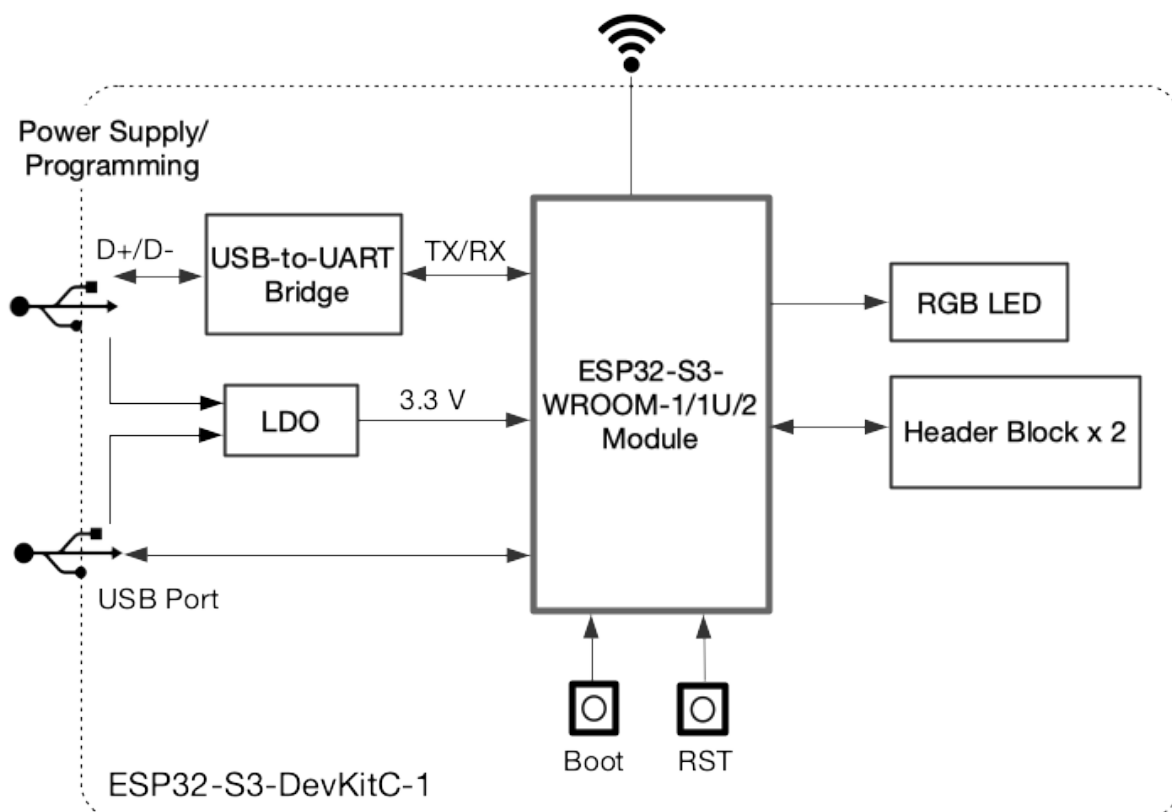 Power Supply/
Programming
D+/D-
USB-to-UART
Bridge
TX/RX
RGB LED
ESP32-S3-
WROOM-1/1U/2
Module
LDO
3.3 V
Header Block x 2
USB Port
Boot
RST
ESP32-S3-DevKitC-1